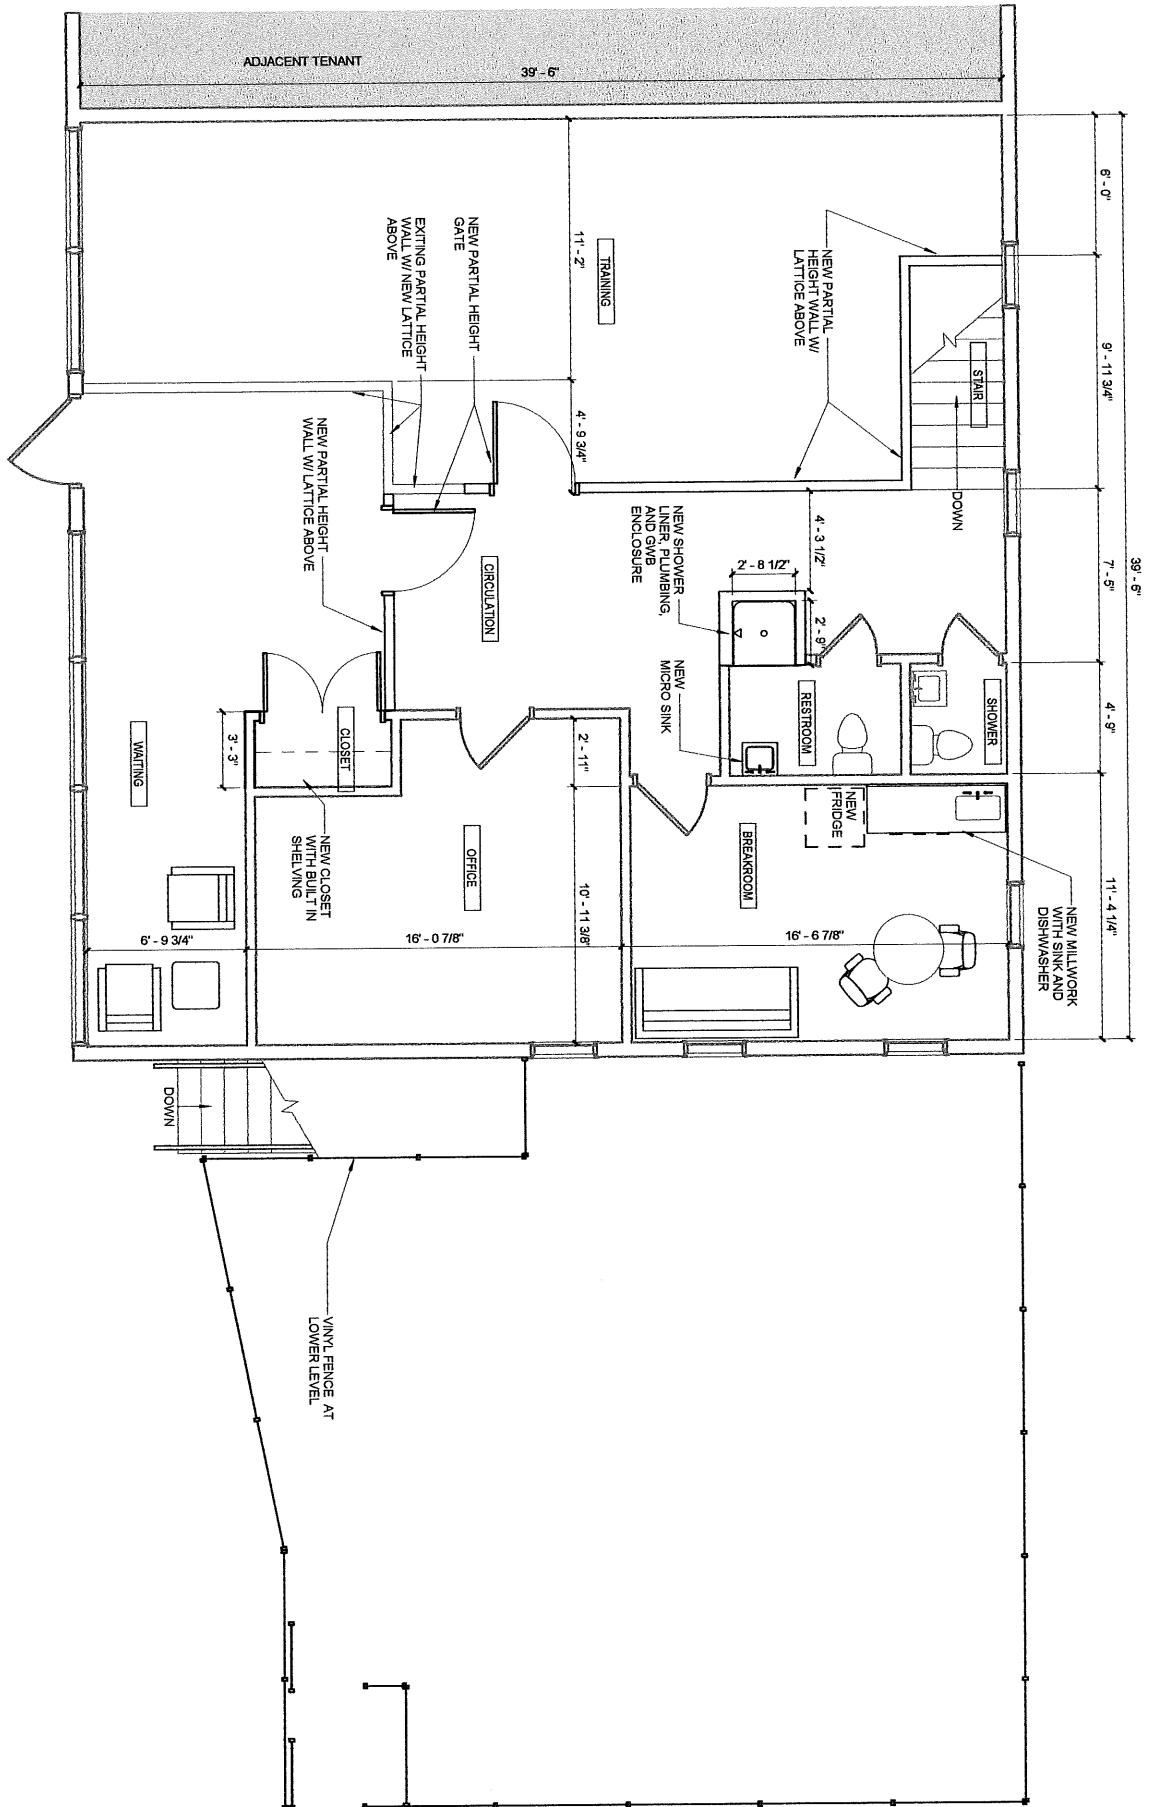 ADJACENT TENANT
39' - 6"
6' - 0"
9' - 11 3/4"
7' - 5"
4' - 9"
11' - 4 1/4"
39' - 6"
NEW PARTIAL
HEIGHT WALL W/
LATTICE ABOVE
STAIR
DOWN
TRAINING
11' - 2"
4' - 9 3/4"
NEW PARTIAL HEIGHT
GATE
EXITING PARTIAL HEIGHT
WALL W/ NEW LATTICE
ABOVE
NEW PARTIAL HEIGHT
WALL W/ LATTICE ABOVE
CIRCULATION
NEW SHOWER
LINER, PLUMBING,
AND GWB
ENCLOSURE
4' - 3 1/2"
2' - 8 1/2"
2' - 9"
NEW
MICRO SINK
RESTROOM
SHOWER
NEW
FRIDGE
BREAKROOM
NEW MILLWORK
WITH SINK AND
DISHWASHER
16' - 6 7/8"
2' - 11"
10' - 11 3/8"
OFFICE
16' - 0 7/8"
CLOSET
3' - 3"
NEW CLOSET
WITH BUILT IN
SHELVING
WAITING
6' - 9 3/4"
DOWN
VINYL FENCE AT
LOWER LEVEL